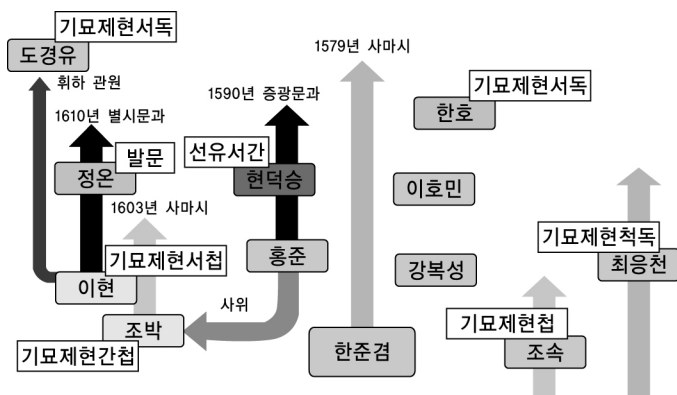 기묘제현서독
도경유
휘하 관원
1579년 사마시
1590년 증광문과
기묘제현서독
한호
1610년 별시문과
발문
선유서간
정온
현덕승
이호민
1603년 사마시
기묘제현척독
기묘제현서첩
홍준
강복성
최응천
이현
사위
기묘제현첩
조박
한준겸
조속
기묘제현간첩